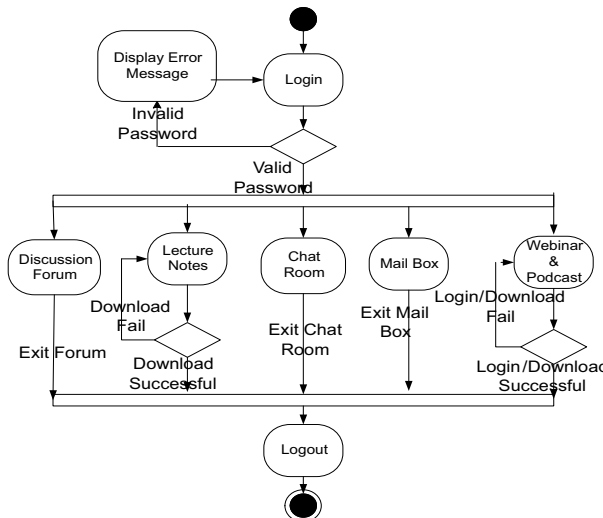 Display Error
Message
Login
Invalid
Password
Valid
Password
Discussion
Forum
Lecture
Notes
Chat
Room
Mail Box
Webinar
&
Podcast
Download
Fail
Login/Download
Fail
Exit Forum
Exit Chat
Room
Exit Mail
Box
Download
Successful
Login/Download
Successful
Logout